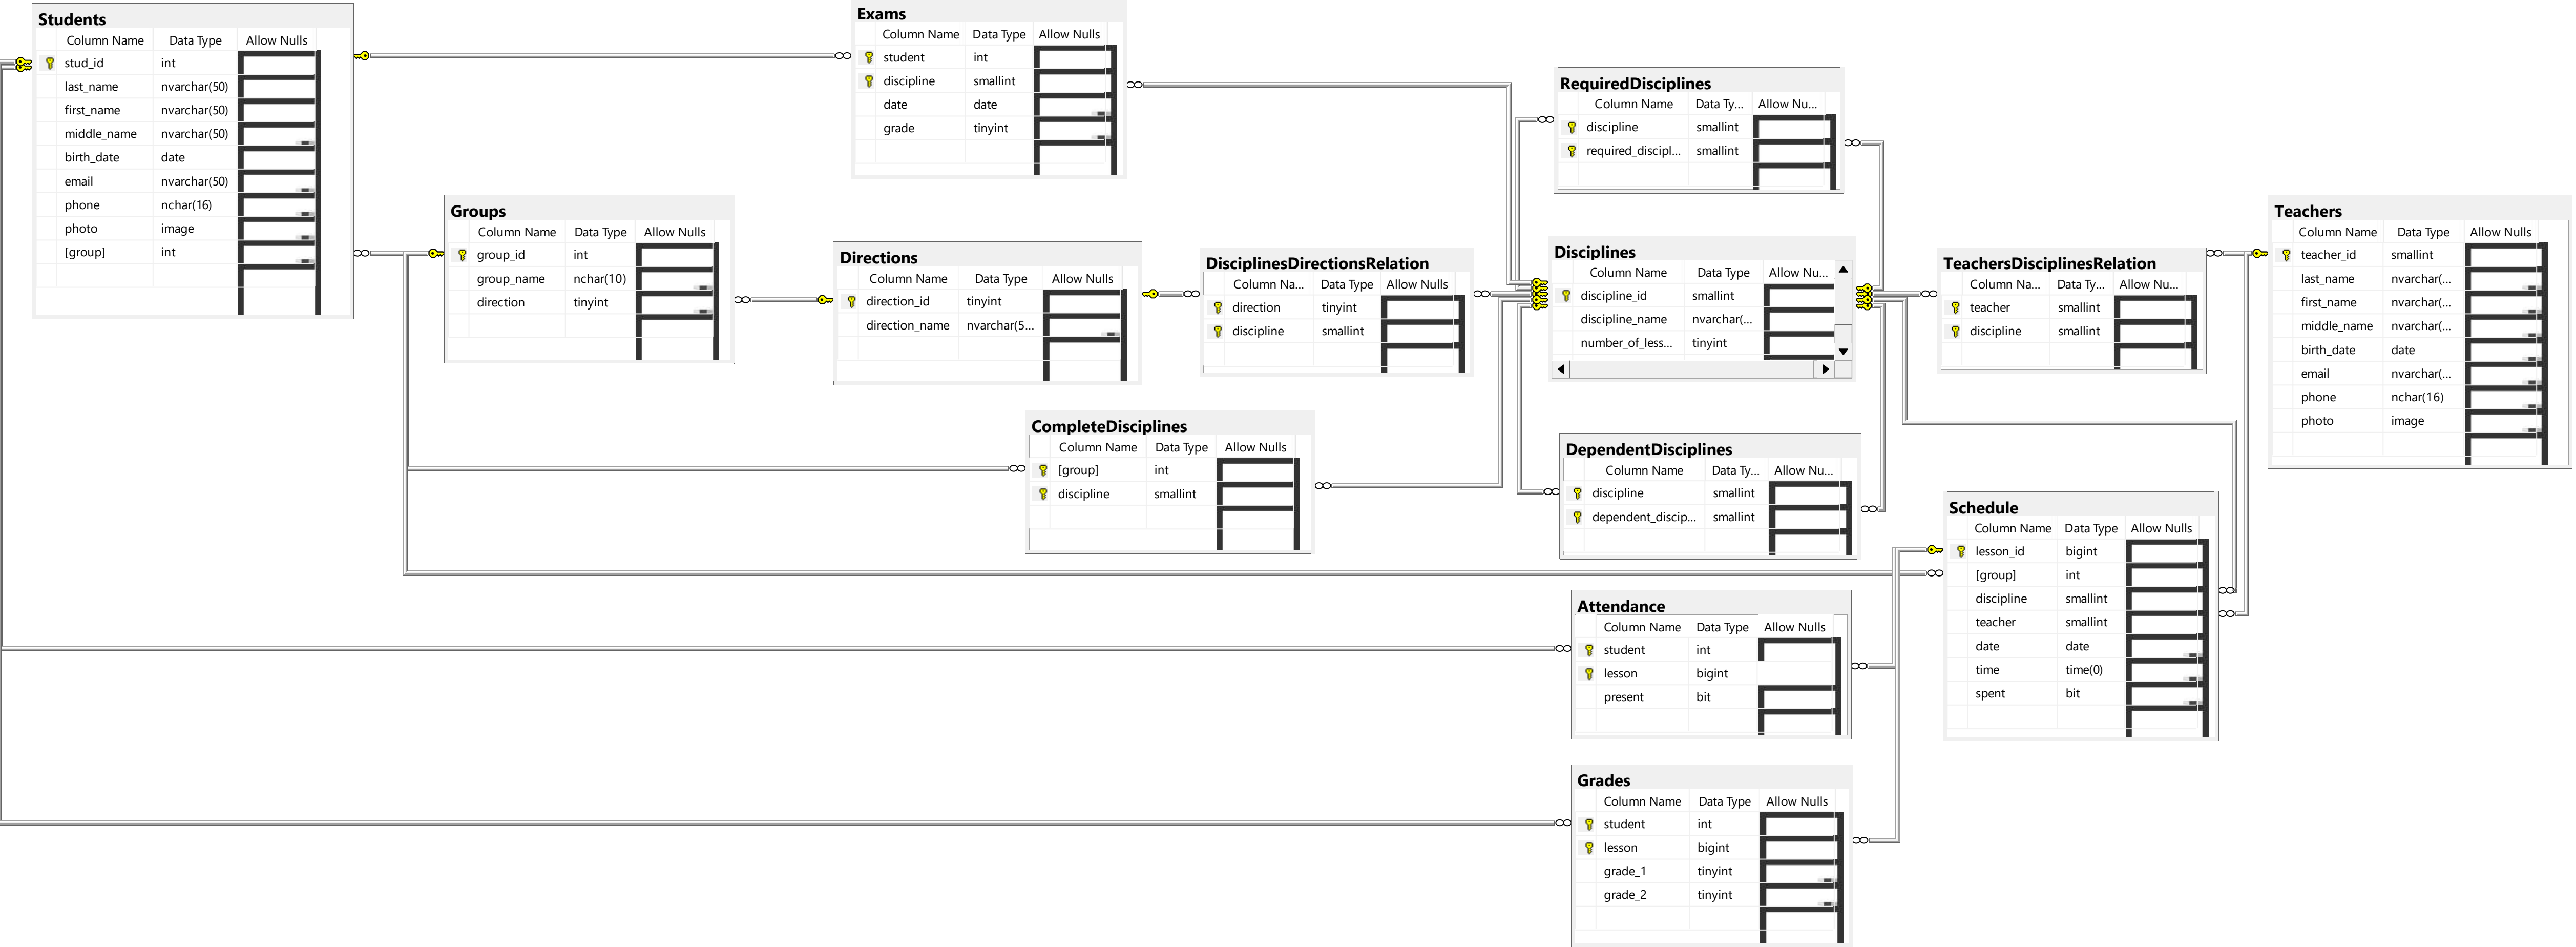 Students
Column Name Data Type Allow Nulls
stud_id int
last_name nvarchar(50)
first_name nvarchar(50)
middle_name nvarchar(50)
birth_date date
email nvarchar(50)
phone nchar(16)
photo image
[group] int
Exams
Column Name Data Type Allow Nulls
student int
discipline smallint
date date
grade tinyint
Groups
Column Name Data Type Allow Nulls
group_id int
group_name nchar(10)
direction tinyint
Directions
Column Name Data Type Allow Nulls
direction_id tinyint
direction_name nvarchar(5...
DisciplinesDirectionsRelation
Column Na... Data Type Allow Nulls
direction tinyint
discipline smallint
CompleteDisciplines
Column Name Data Type Allow Nulls
[group] int
discipline smallint
RequiredDisciplines
Column Name Data Ty... Allow Nu...
discipline smallint
required_discipl... smallint
Disciplines
Column Name Data Type Allow Nu...
discipline_id smallint
discipline_name nvarchar(...
number_of_less... tinyint
DependentDisciplines
Column Name Data Ty... Allow Nu...
discipline smallint
dependent_discip... smallint
TeachersDisciplinesRelation
Column Na... Data Ty... Allow Nu...
teacher smallint
discipline smallint
Teachers
Column Name Data Type Allow Nulls
teacher_id smallint
last_name nvarchar(...
first_name nvarchar(...
middle_name nvarchar(...
birth_date date
email nvarchar(...
phone nchar(16)
photo image
Schedule
Column Name Data Type Allow Nulls
lesson_id bigint
[group] int
discipline smallint
teacher smallint
date date
time time(0)
spent bit
Attendance
Column Name Data Type Allow Nulls
student int
lesson bigint
present bit
Grades
Column Name Data Type Allow Nulls
student int
lesson bigint
grade_1 tinyint
grade_2 tinyint